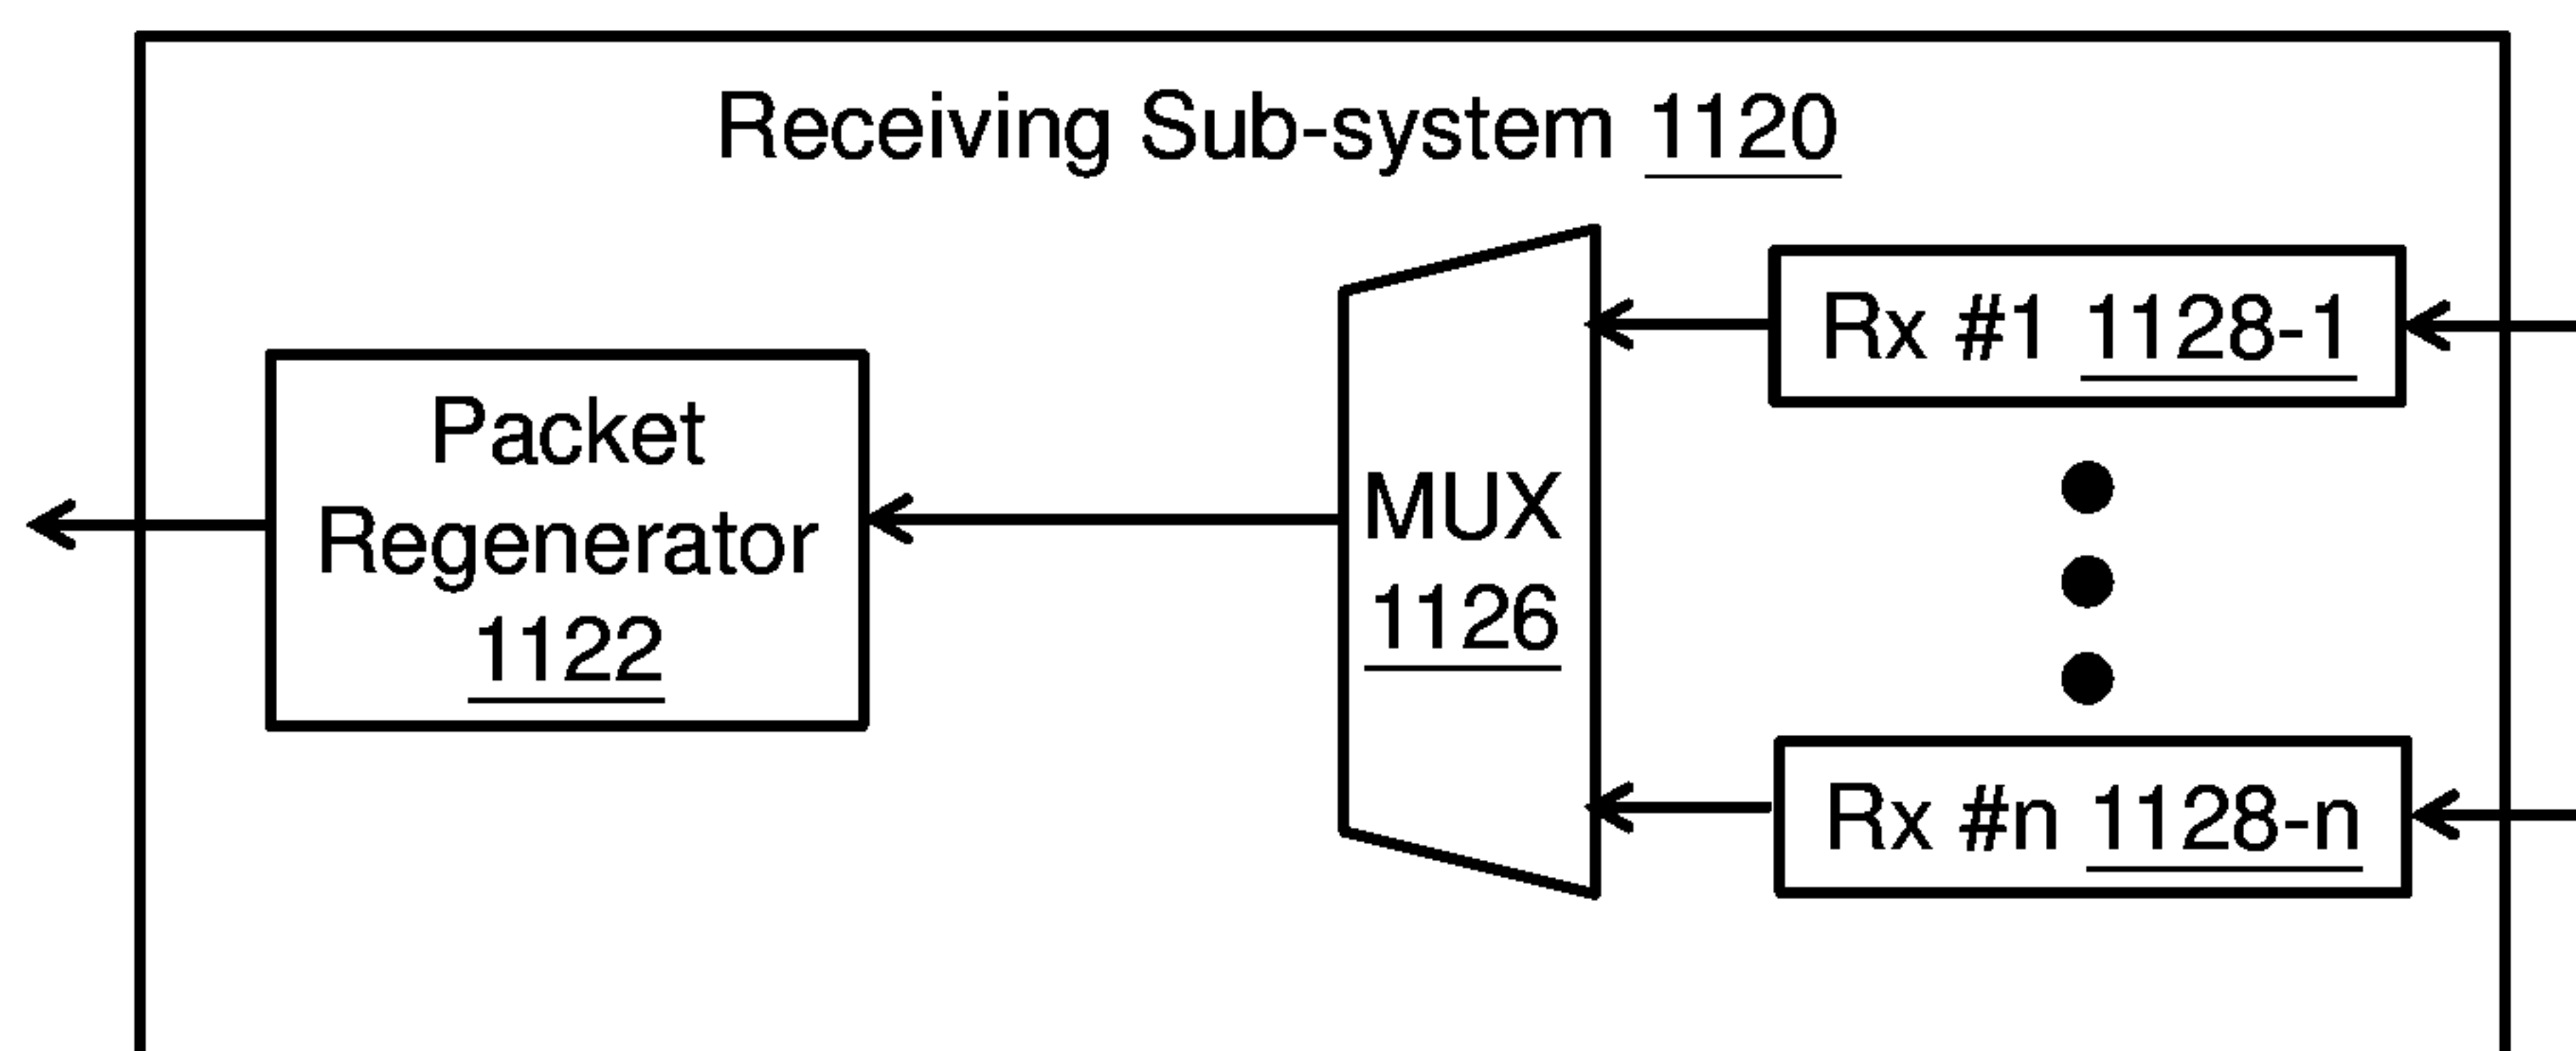 Receiving Sub-system 1120
Rx #1 1128-1
Packet
Regenerator
1122
MUX
1126
Rx #n 1128-n